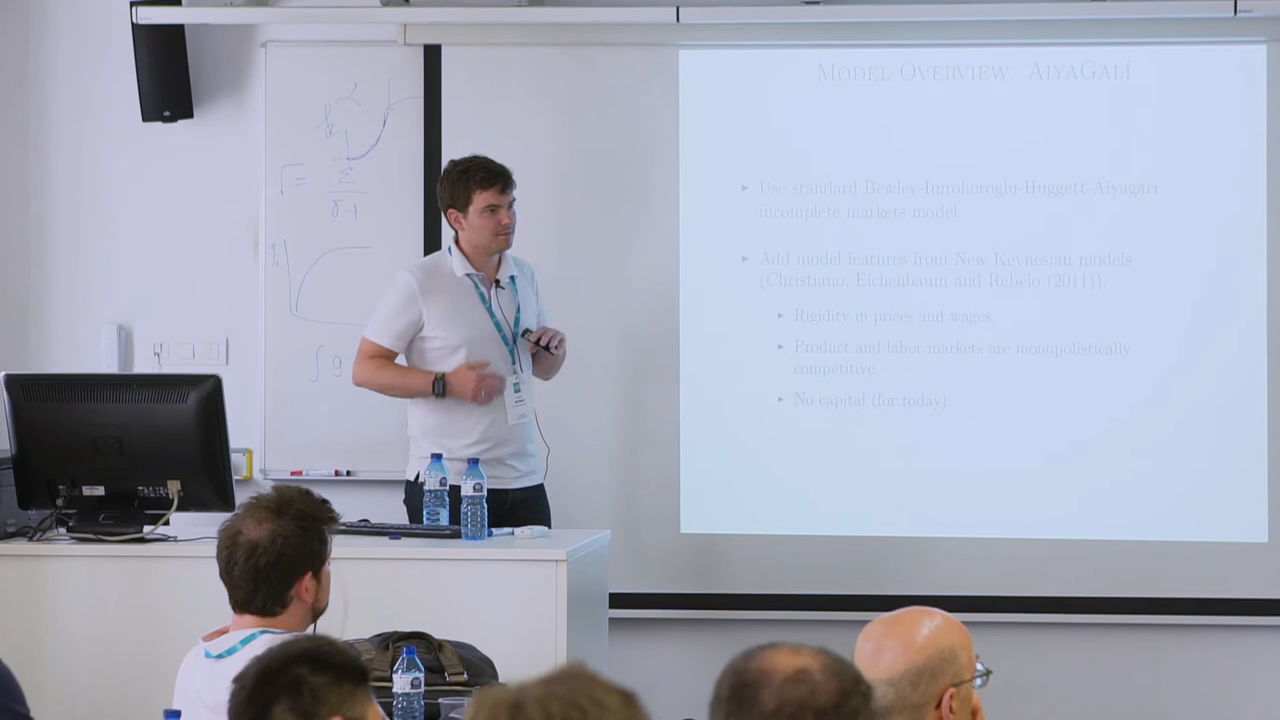 MODEL OVERVIEW: AIYAGALÍ
▸ Use standard Bewley-Imrohoroglu-Huggett-Aiyagari
incomplete markets model.
▸ Add model features from New Keynesian models
(Christiano, Eichenbaum and Rebelo (2011)).
▸ Rigidity in prices and wages.
▸ Product and labor markets are monopolistically
competitive
▸ No capital (for today).